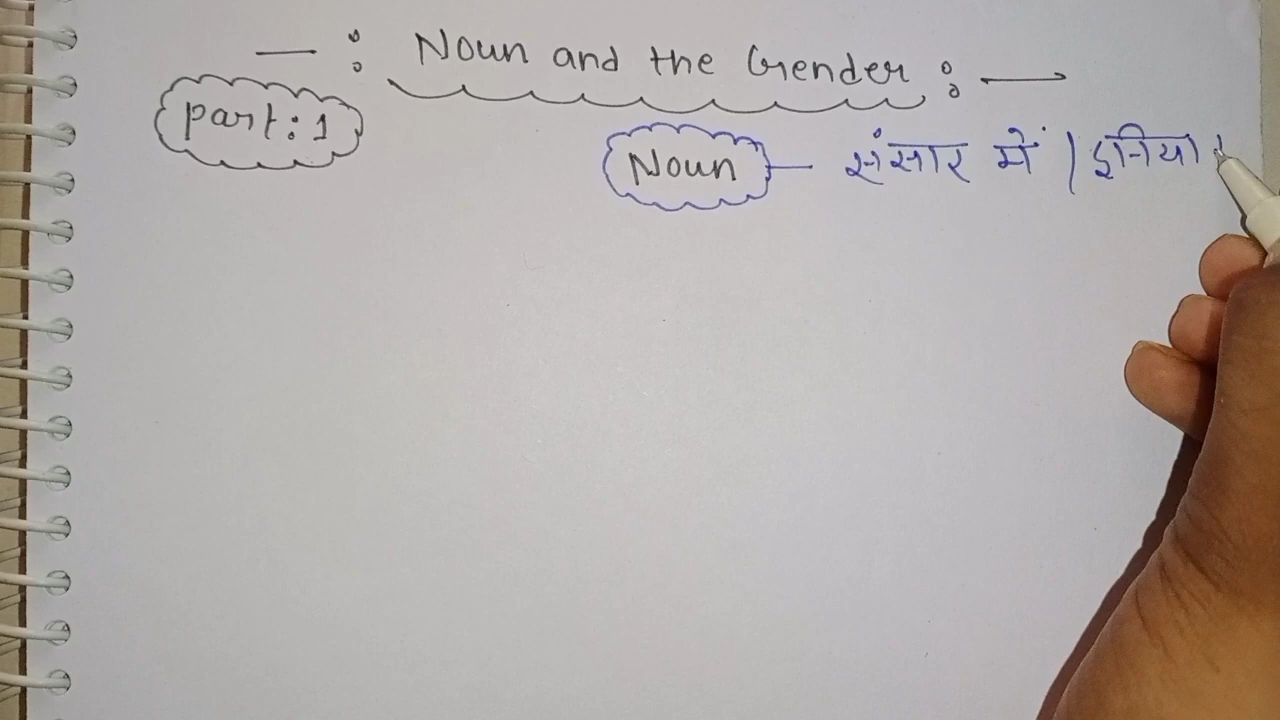 — : Noun and the Gender : —
Part : 1
Noun — संसार में / दुनिया